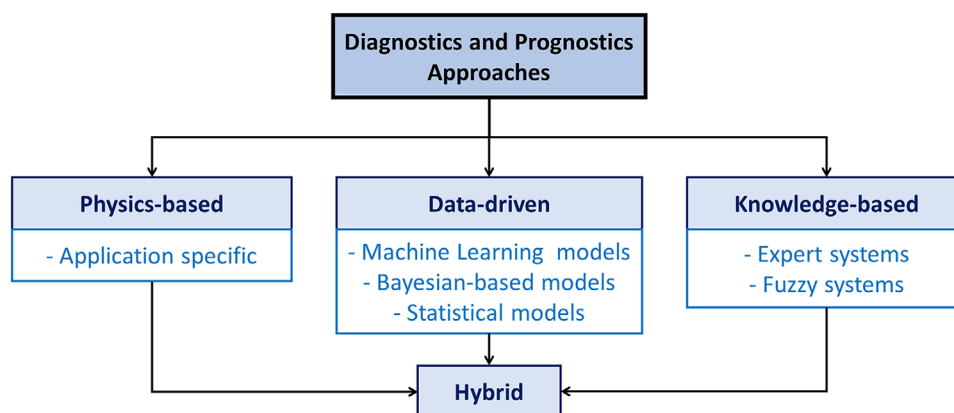 Diagnostics and Prognostics
Approaches
Physics-based
- Application specific
Data-driven
- Machine Learning models
- Bayesian-based models
- Statistical models
Knowledge-based
- Expert systems
- Fuzzy systems
Hybrid